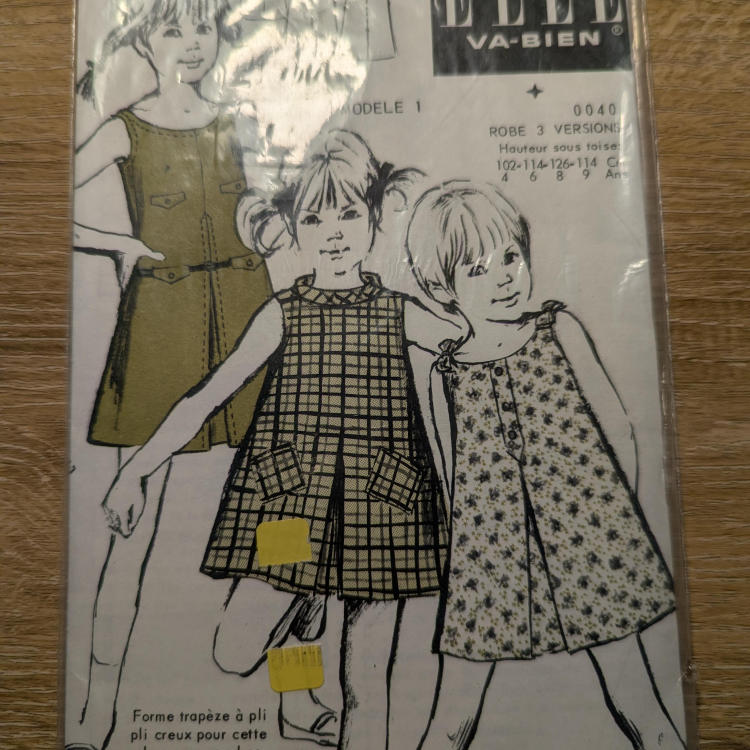 ELLE
VA-BIEN®
MODELE 1
0040
ROBE 3 VERSIONS
Hauteur sous toise:
102-114-126-114 Cm
4 6 8 9 Ans
Forme trapèze à pli
pli creux pour cette